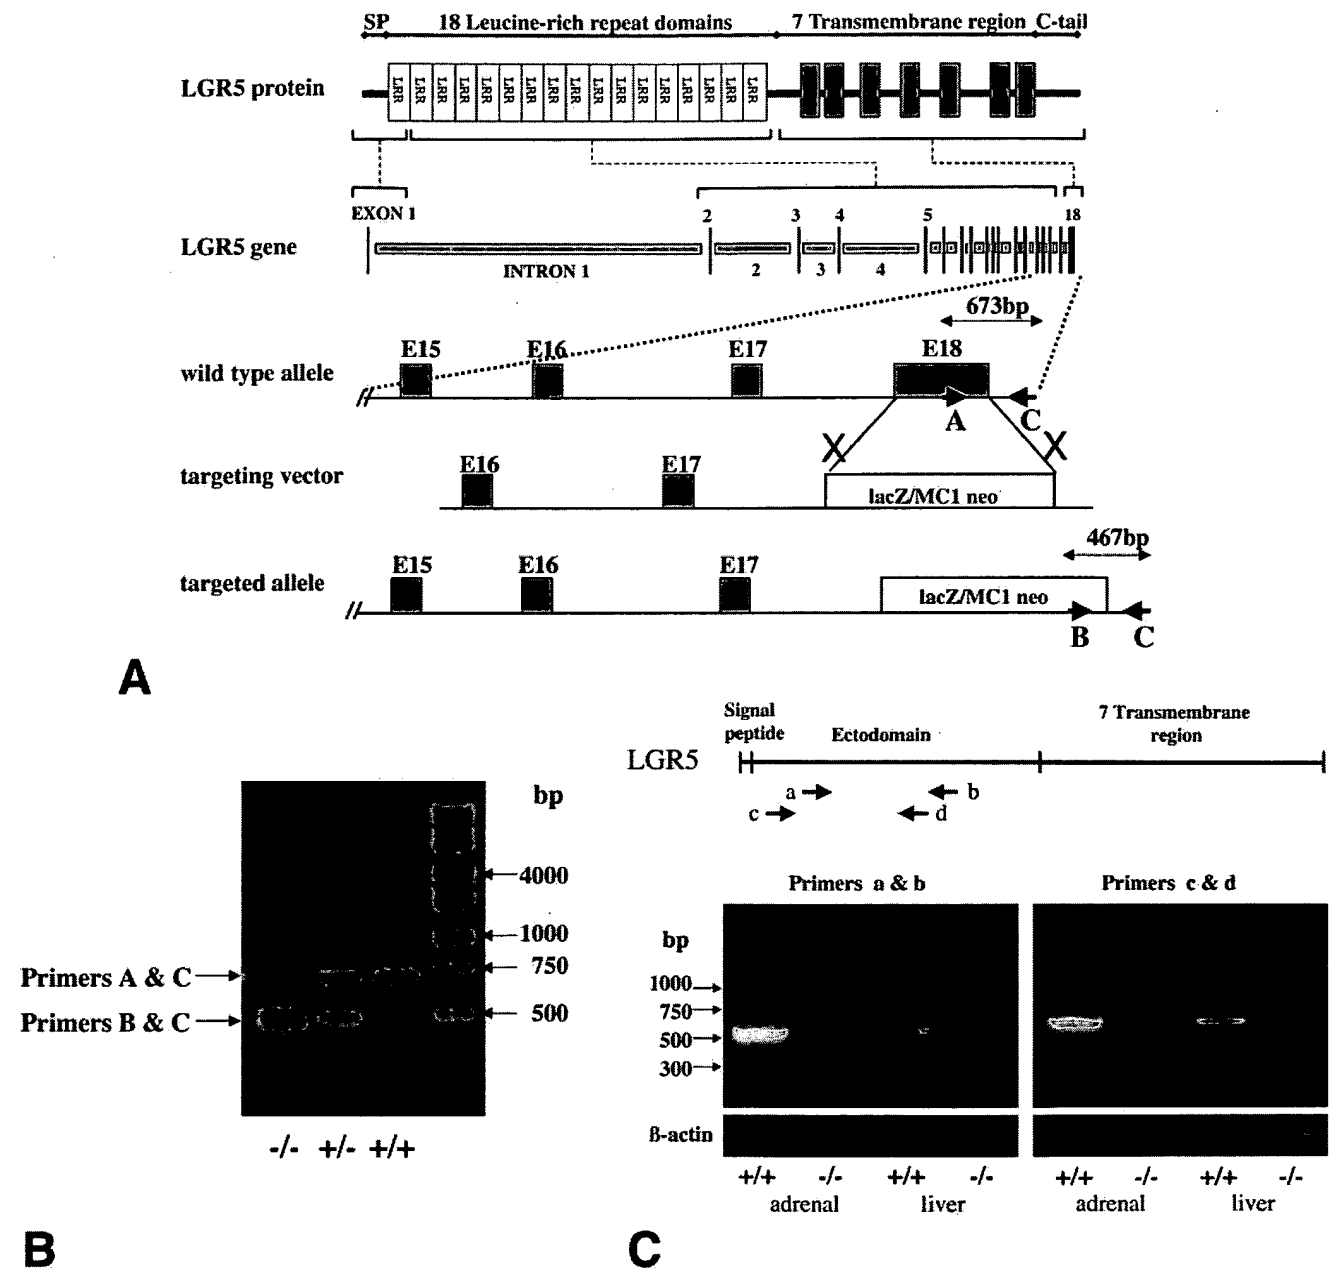 SP 18 Leucine-rich repeat domains 7 Transmembrane region C-tail
LGR5 protein LRR LRR LRR LRR LRR LRR LRR LRR LRR LRR LRR LRR LRR LRR LRR LRR LRR
EXON 1 2 3 4 5 18
LGR5 gene
INTRON 1 2 3 4
673bp
E15 E16 E17 E18
wild type allele
A C
X X
E16 E17
targeting vector
lacZ/MC1 neo
467bp
E15 E16 E17
targeted allele
lacZ/MC1 neo
B C
A
Signal peptide Ectodomain 7 Transmembrane region
LGR5
a b
c d
bp
4000
1000
750
500
Primers A & C
Primers B & C
-/- +/- +/+
B
Primers a & b Primers c & d
bp
1000
750
500
300
ß-actin
+/+ -/- +/+ -/- +/+ -/- +/+ -/-
adrenal liver adrenal liver
C